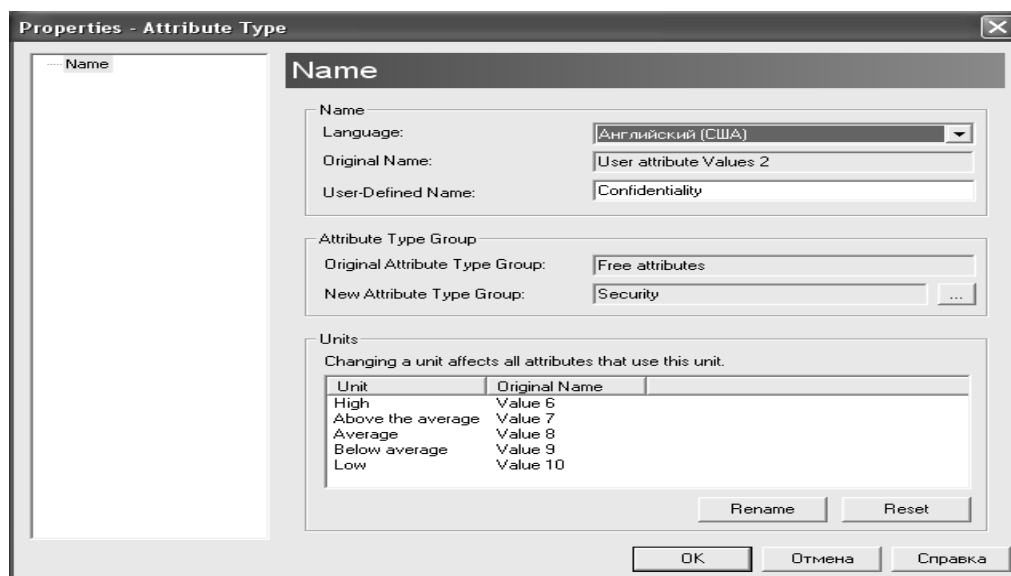 Properties - Attribute Type
Name
Name
Name
Language:
Английский (США)
Original Name:
User attribute Values 2
User-Defined Name:
Confidentiality
Attribute Type Group
Original Attribute Type Group:
Free attributes
New Attribute Type Group:
Security
...
Units
Changing a unit affects all attributes that use this unit.
Unit Original Name
High Value 6
Above the average Value 7
Average Value 8
Below average Value 9
Low Value 10
Rename Reset
OK Отмена Справка